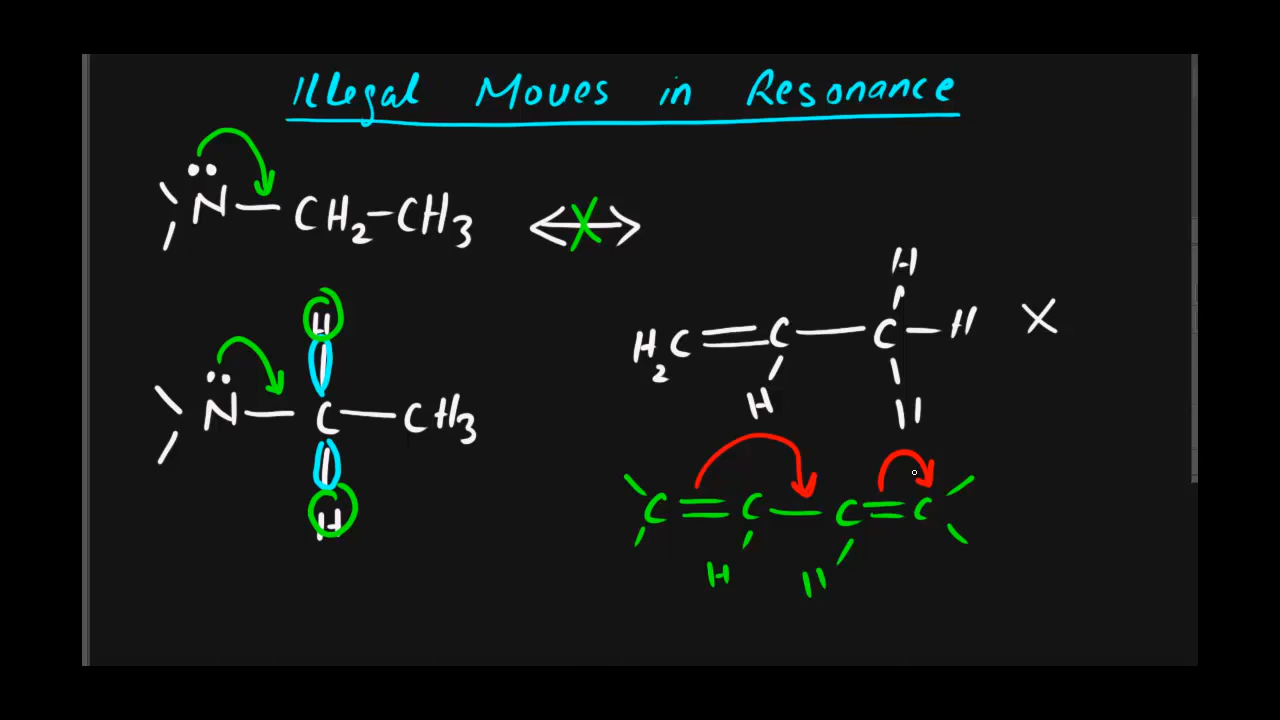 Illegal Moves in Resonance
N — CH2 – CH3
H
H2C = C — C — H
H
H
N — C — CH3
H
C = C — C = C
H
H